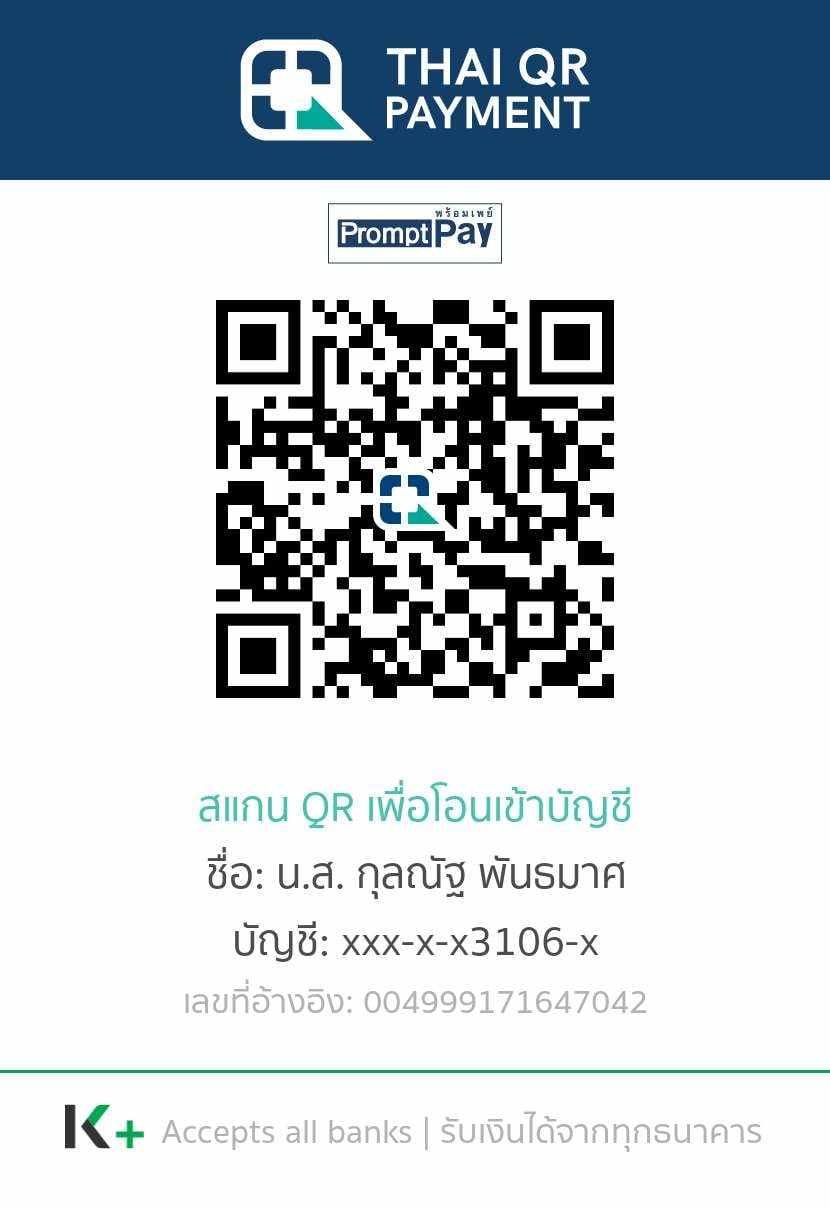 THAI QR
PAYMENT
พร้อมเพย์
PromptPay
สแกน QR เพื่อโอนเข้าบัญชี
ชื่อ: น.ส. กุลณัฐ พันธมาศ
บัญชี: xxx-x-x3106-x
เลขที่อ้างอิง: 004999171647042
K+ Accepts all banks | รับเงินได้จากทุกธนาคาร